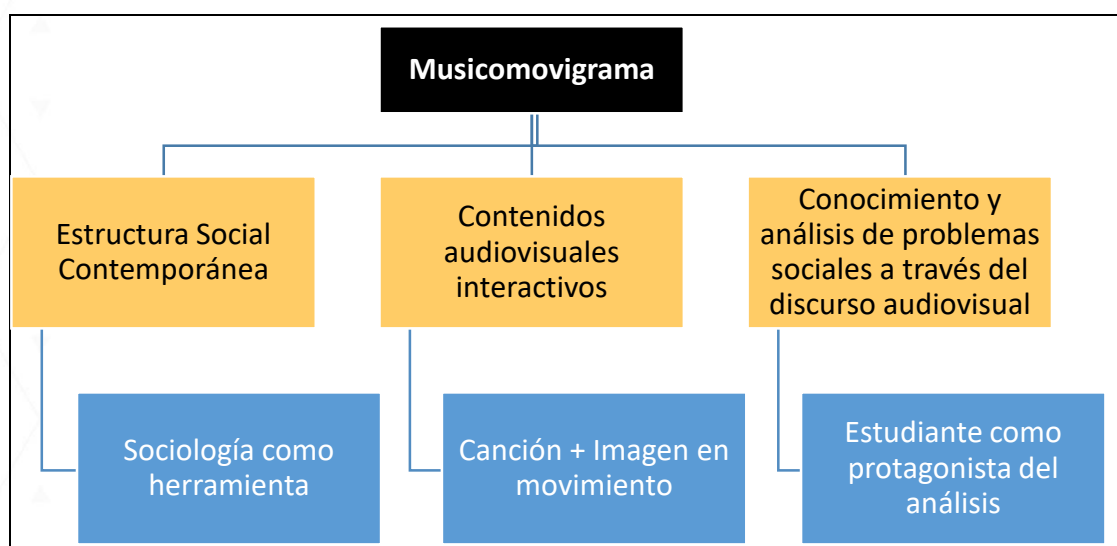 Musicomovigrama
Estructura Social
Contemporánea
Contenidos
audiovisuales
interactivos
Conocimiento y
análisis de problemas
sociales a través del
discurso audiovisual
Sociología como
herramienta
Canción + Imagen en
movimiento
Estudiante como
protagonista del
análisis